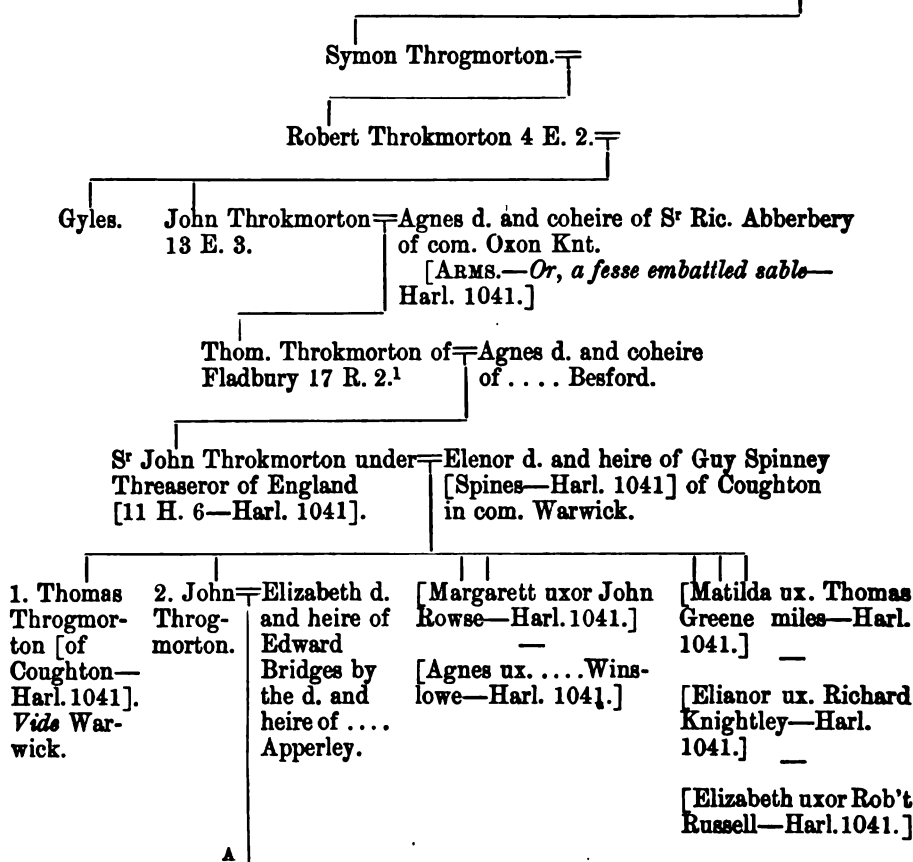 Symon Throgmorton.
Robert Throkmorton 4 E. 2.
Gyles.
John Throkmorton
13 E. 3.
Agnes d. and coheire of Sʳ Ric. Abberbery
of com. Oxon Knt.
[ARMS.—Or, a fesse embattled sable—
Harl. 1041.]
Thom. Throkmorton of
Fladbury 17 R. 2.¹
Agnes d. and coheire
of . . . . Besford.
Sʳ John Throkmorton under
Threaseror of England
[11 H. 6—Harl. 1041].
Elenor d. and heire of Guy Spinney
[Spines—Harl. 1041] of Coughton
in com. Warwick.
1. Thomas
Throgmor-
ton [of
Coughton—
Harl. 1041].
Vide War-
wick.
2. John
Throg-
morton.
Elizabeth d.
and heire of
Edward
Bridges by
the d. and
heire of . . . .
Apperley.
[Margarett uxor John
Rowse—Harl. 1041.]
—
[Agnes ux. . . . . Wins-
lowe—Harl. 1041.]
[Matilda ux. Thomas
Greene miles—Harl.
1041.]
—
[Elianor ux. Richard
Knightley—Harl.
1041.]
—
[Elizabeth uxor Rob't
Russell—Harl. 1041.]
A